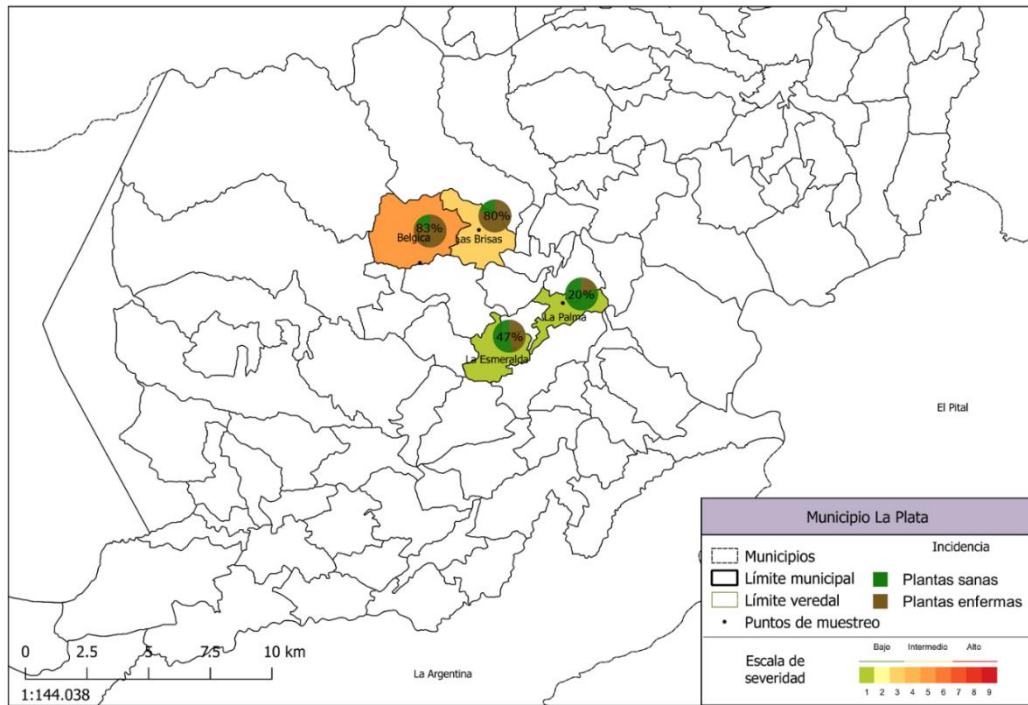 83%
80%
Belgica
Las Brisas
20%
La Palma
47%
La Esmeralda
El Pital
La Argentina
0 2.5 5 7.5 10 km
1:144.038
Municipio La Plata
Incidencia
Municipios
Límite municipal
Plantas sanas
Límite veredal
Plantas enfermas
Puntos de muestreo
Bajo Intermedio Alto
Escala de
severidad
1 2 3 4 5 6 7 8 9